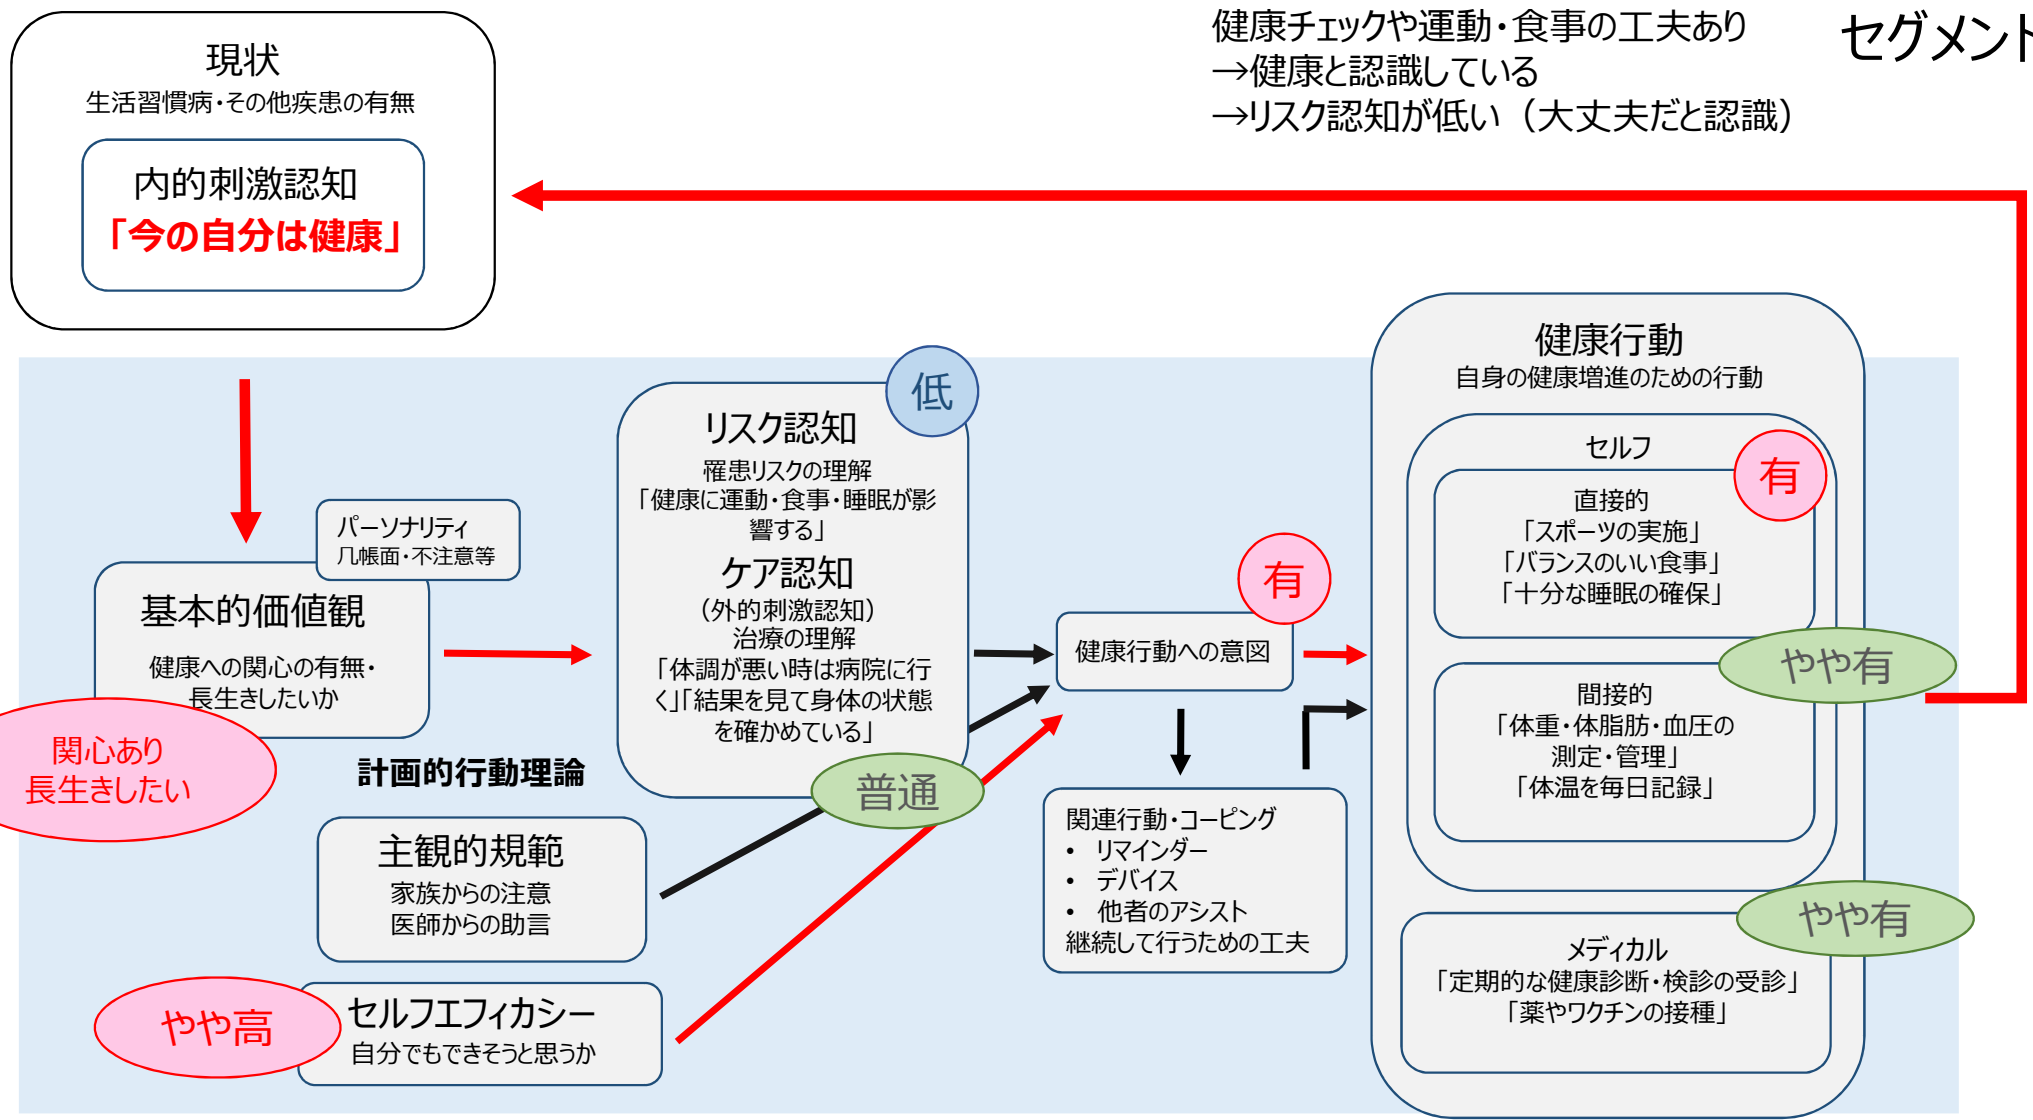 健康チェックや運動・食事の工夫あり
→健康と認識している
→リスク認知が低い（大丈夫だと認識）
セグメント
現状
生活習慣病・その他疾患の有無
内的刺激認知
「今の自分は健康」
パーソナリティ
几帳面・不注意等
基本的価値観
健康への関心の有無・
長生きしたいか
関心あり
長生きしたい
計画的行動理論
低
リスク認知
罹患リスクの理解
「健康に運動・食事・睡眠が影
響する」
ケア認知
（外的刺激認知）
治療の理解
「体調が悪い時は病院に行
く」「結果を見て身体の状態
を確かめている」
普通
主観的規範
家族からの注意
医師からの助言
やや高
セルフエフィカシー
自分でもできそうと思うか
有
健康行動への意図
関連行動・コーピング
• リマインダー
• デバイス
• 他者のアシスト
継続して行うための工夫
健康行動
自身の健康増進のための行動
セルフ
有
直接的
「スポーツの実施」
「バランスのいい食事」
「十分な睡眠の確保」
やや有
間接的
「体重・体脂肪・血圧の
測定・管理」
「体温を毎日記録」
やや有
メディカル
「定期的な健康診断・検診の受診」
「薬やワクチンの接種」